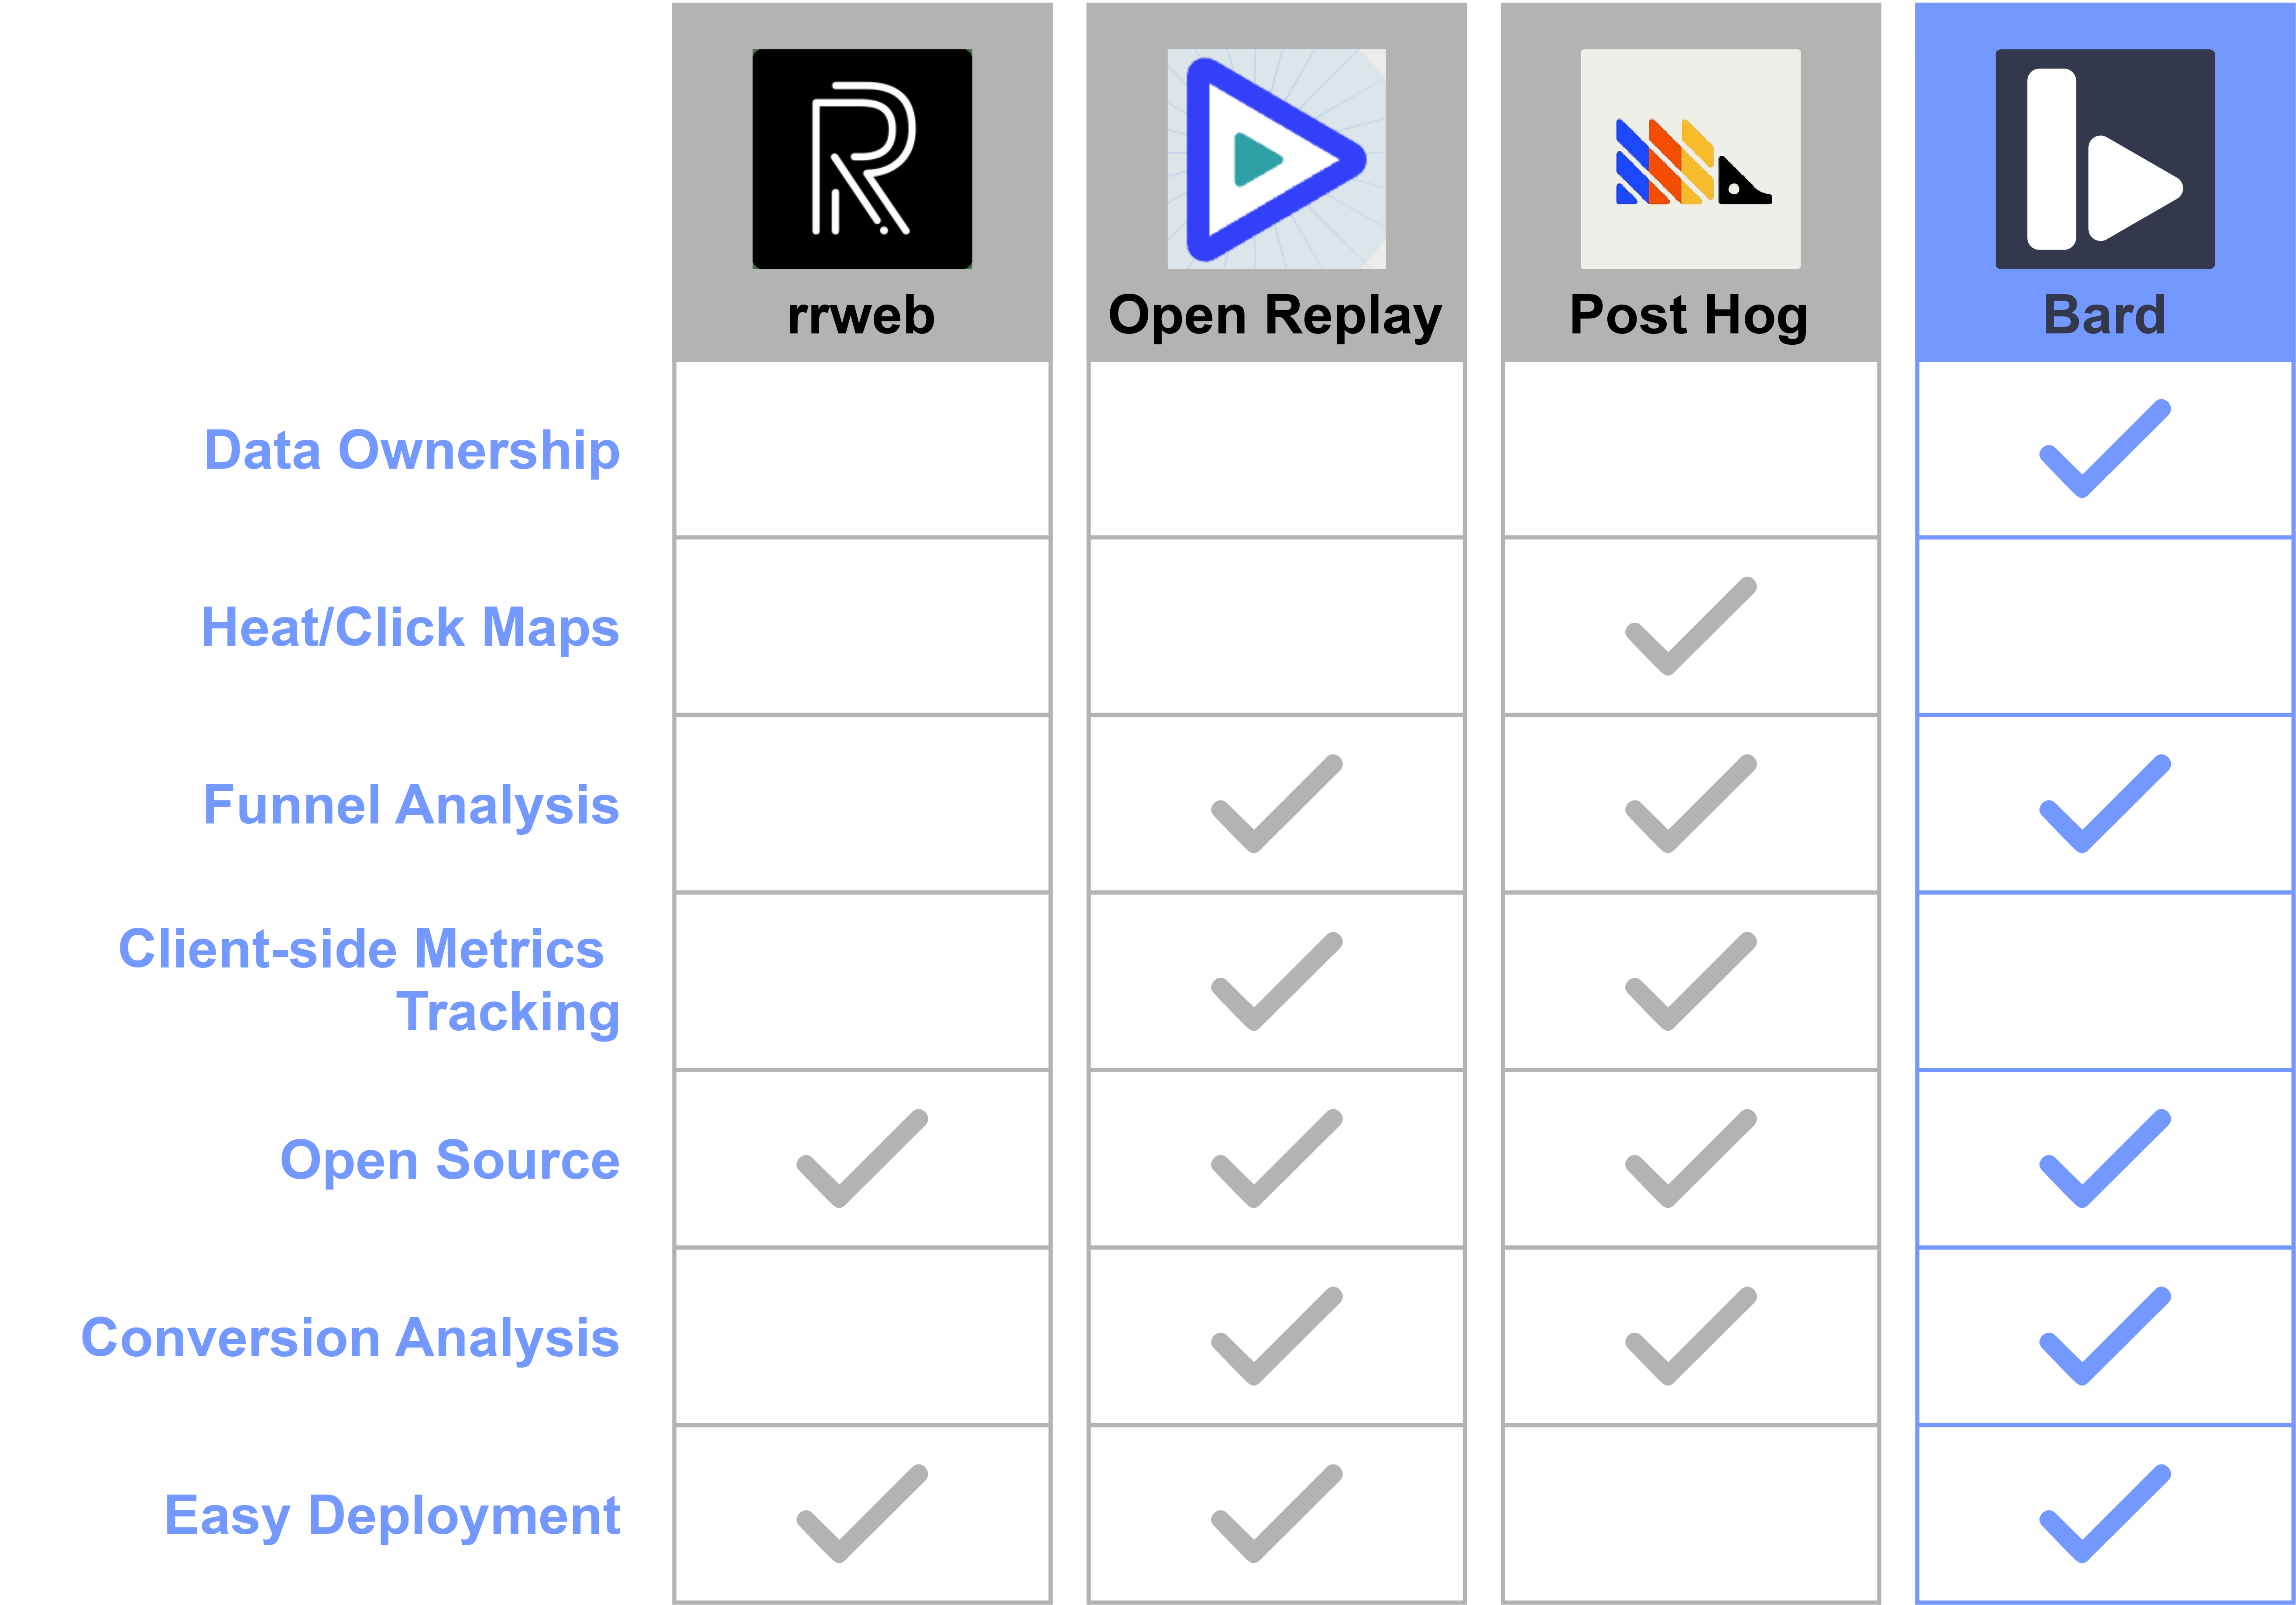 rrweb
Open Replay
Post Hog
Bard
Data Ownership
Heat/Click Maps
Funnel Analysis
Client-side Metrics
Tracking
Open Source
Conversion Analysis
Easy Deployment